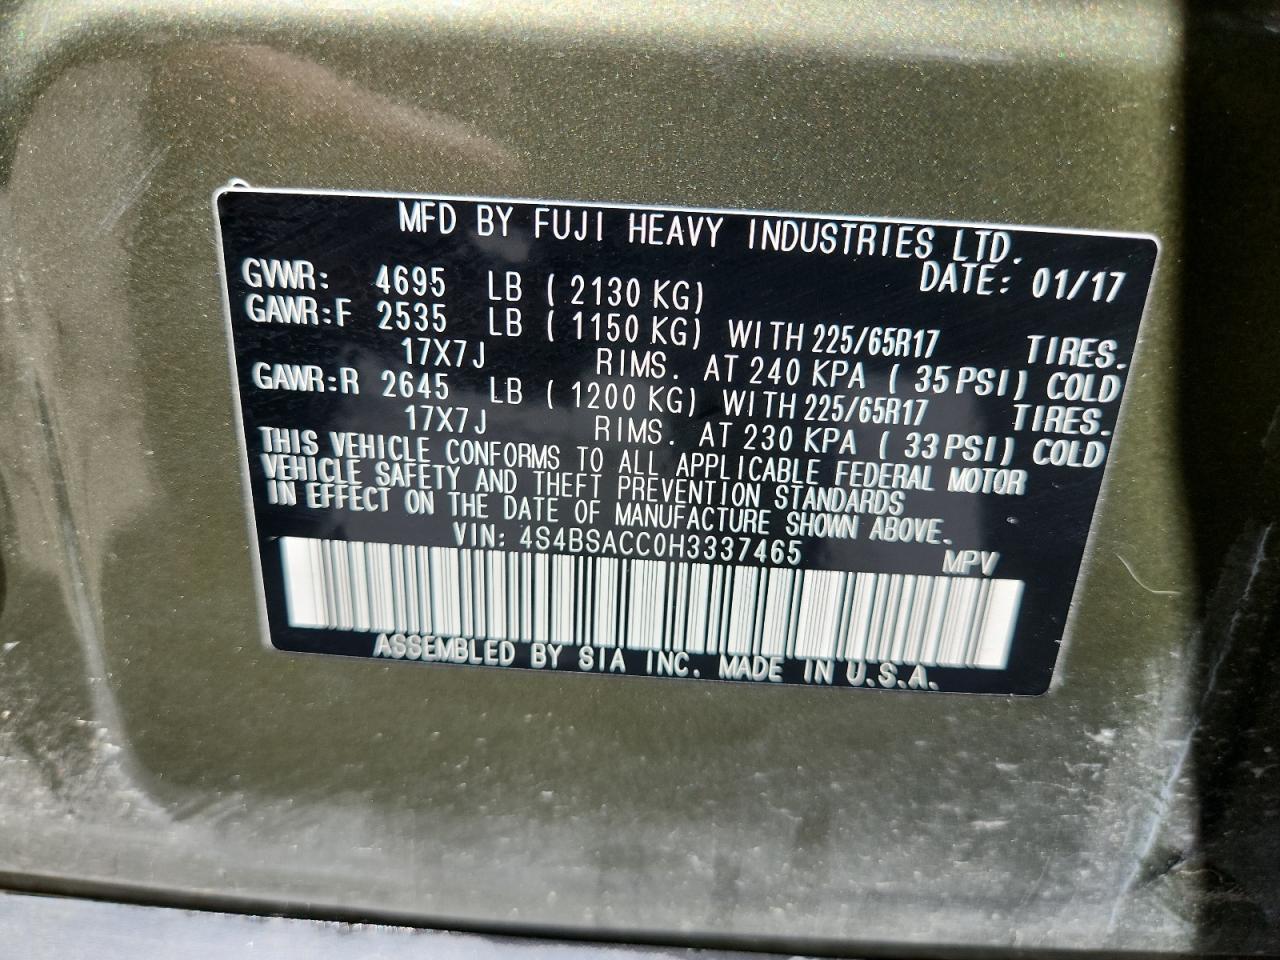 MFD BY FUJI HEAVY INDUSTRIES LTD.
DATE: 01/17
GVWR: 4695 LB ( 2130 KG)
GAWR:F 2535 LB ( 1150 KG) WITH 225/65R17 TIRES.
17X7J RIMS. AT 240 KPA ( 35 PSI) COLD
GAWR:R 2645 LB ( 1200 KG) WITH 225/65R17 TIRES.
17X7J RIMS. AT 230 KPA ( 33 PSI) COLD
THIS VEHICLE CONFORMS TO ALL APPLICABLE FEDERAL MOTOR
VEHICLE SAFETY AND THEFT PREVENTION STANDARDS
IN EFFECT ON THE DATE OF MANUFACTURE SHOWN ABOVE.
VIN: 4S4BSACC0H3337465 MPV
ASSEMBLED BY SIA INC. MADE IN U.S.A.